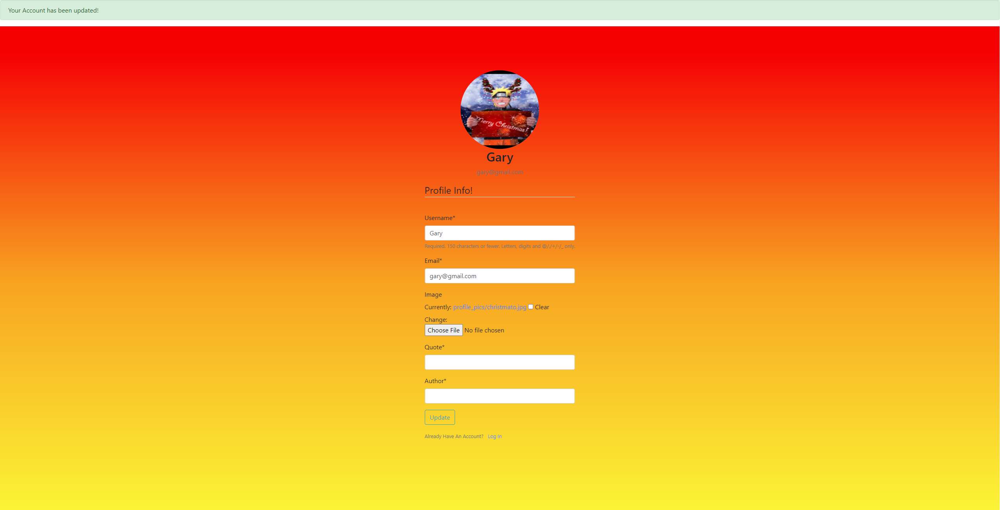 Your Account has been updated!
Merry Christmas!
Gary
gary@gmail.com
Profile Info!
Username*
Gary
Required. 150 characters or fewer. Letters, digits and @/./+/-/_ only.
Email*
gary@gmail.com
Image
Currently: profile_pics/christmato.jpg Clear
Change:
Choose File No file chosen
Quote*
Author*
Update
Already Have An Account? Log In